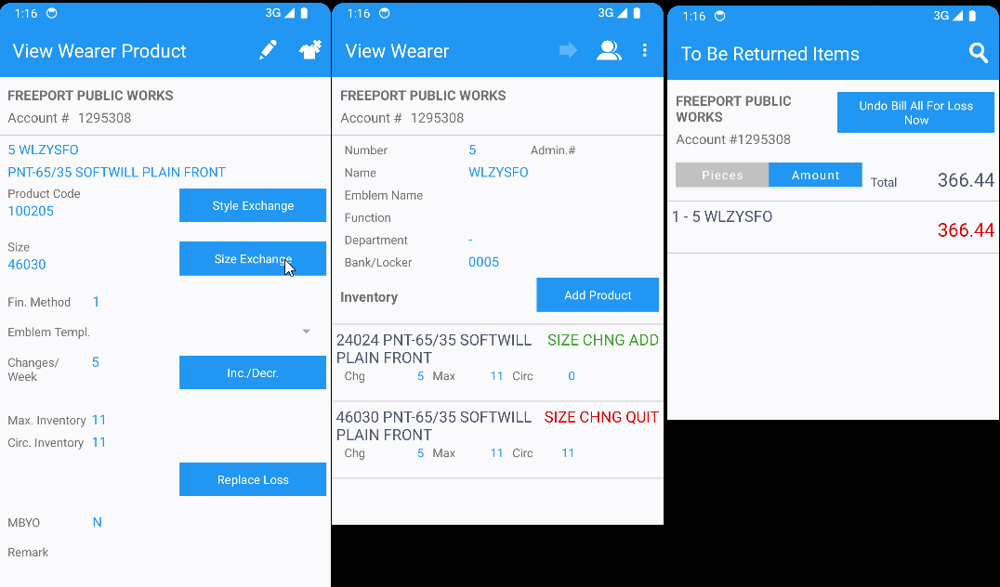 1:16 3G
View Wearer Product
FREEPORT PUBLIC WORKS
Account # 1295308
5 WLZYSFO
PNT-65/35 SOFTWILL PLAIN FRONT
Product Code
100205
Style Exchange
Size
46030
Size Exchange
Fin. Method 1
Emblem Templ.
Changes/
Week
5
Inc./Decr.
Max. Inventory 11
Circ. Inventory 11
Replace Loss
MBYO N
Remark
1:16 3G
View Wearer
FREEPORT PUBLIC WORKS
Account # 1295308
Number 5 Admin.#
Name WLZYSFO
Emblem Name
Function
Department -
Bank/Locker 0005
Inventory Add Product
24024 PNT-65/35 SOFTWILL SIZE CHNG ADD
PLAIN FRONT
Chg 5 Max 11 Circ 0
46030 PNT-65/35 SOFTWILL SIZE CHNG QUIT
PLAIN FRONT
Chg 5 Max 11 Circ 11
1:16 3G
To Be Returned Items
FREEPORT PUBLIC
WORKS
Account #1295308
Undo Bill All For Loss
Now
Pieces Amount Total 366.44
1 - 5 WLZYSFO
366.44